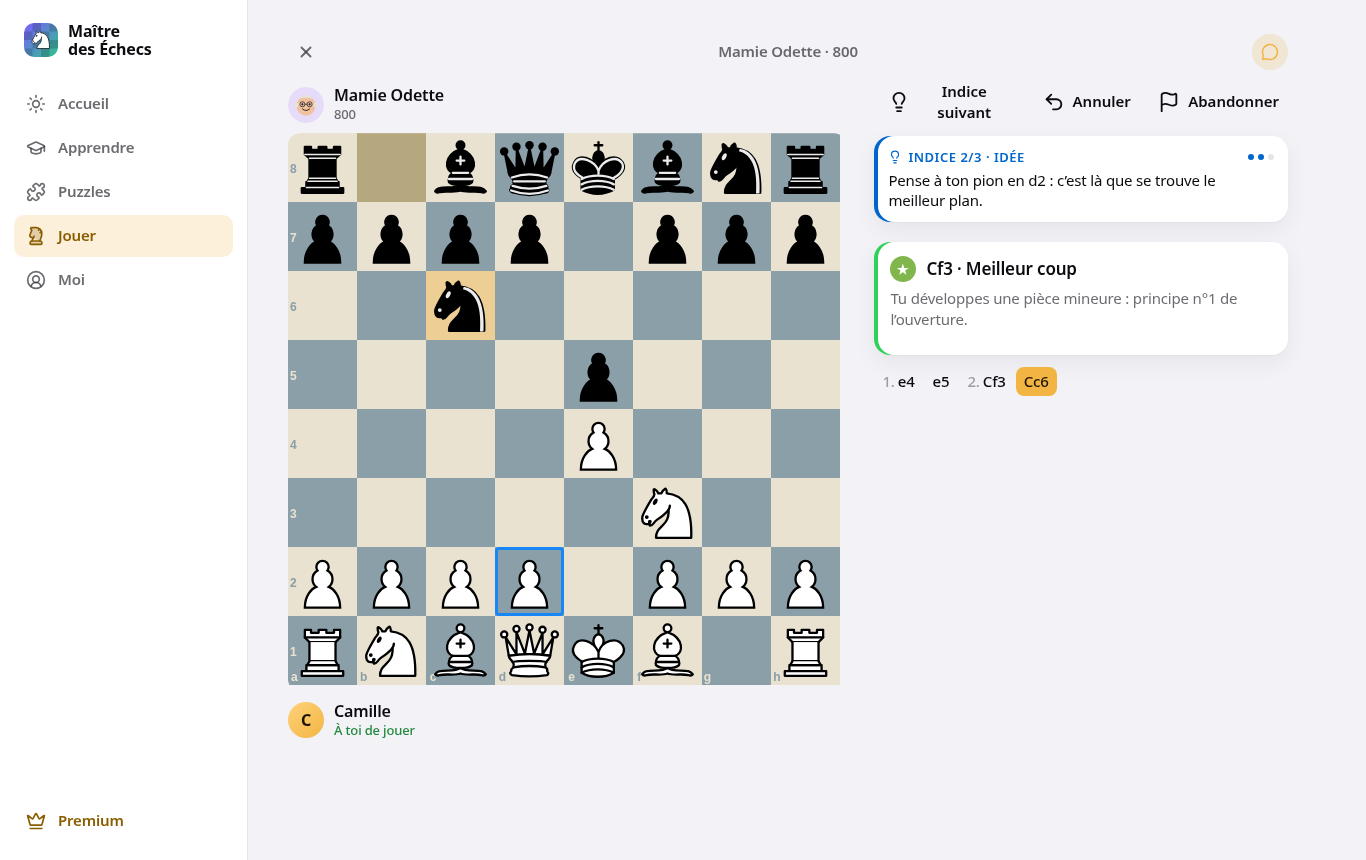 Maître
des Échecs
Accueil
Apprendre
Puzzles
Jouer
Moi
Premium
Mamie Odette · 800
Mamie Odette
800
8
7
6
5
4
3
2
1
a
b
c
d
e
f
g
h
C
Camille
À toi de jouer
Indice
suivant
Annuler
Abandonner
INDICE 2/3 · IDÉE
Pense à ton pion en d2 : c’est là que se trouve le
meilleur plan.
Cf3 · Meilleur coup
Tu développes une pièce mineure : principe n°1 de
l’ouverture.
1. e4 e5 2. Cf3 Cc6